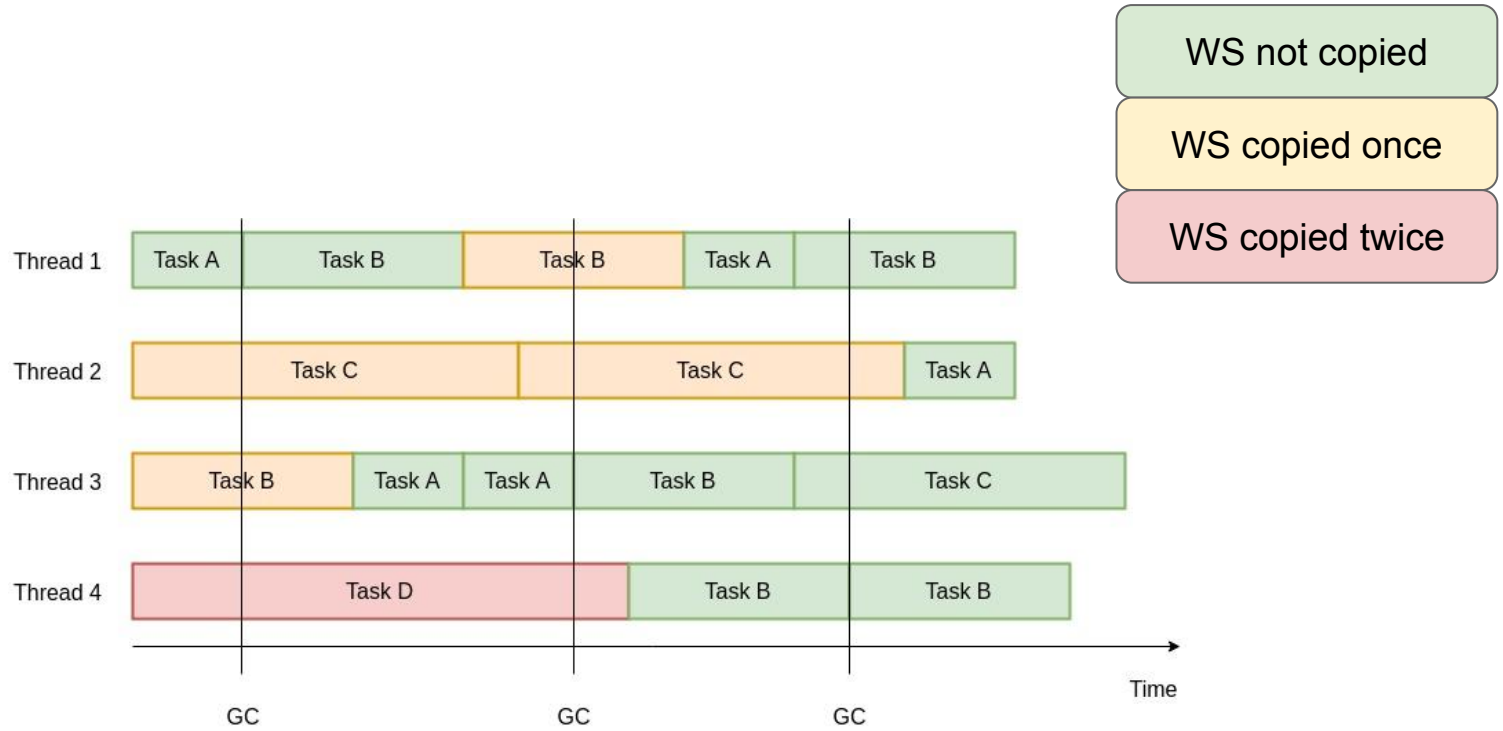 WS not copied
WS copied once
WS copied twice
Thread 1 Task A Task B Task B Task A Task B
Thread 2 Task C Task C Task A
Thread 3 Task B Task A Task A Task B Task C
Thread 4 Task D Task B Task B
Time
GC GC GC